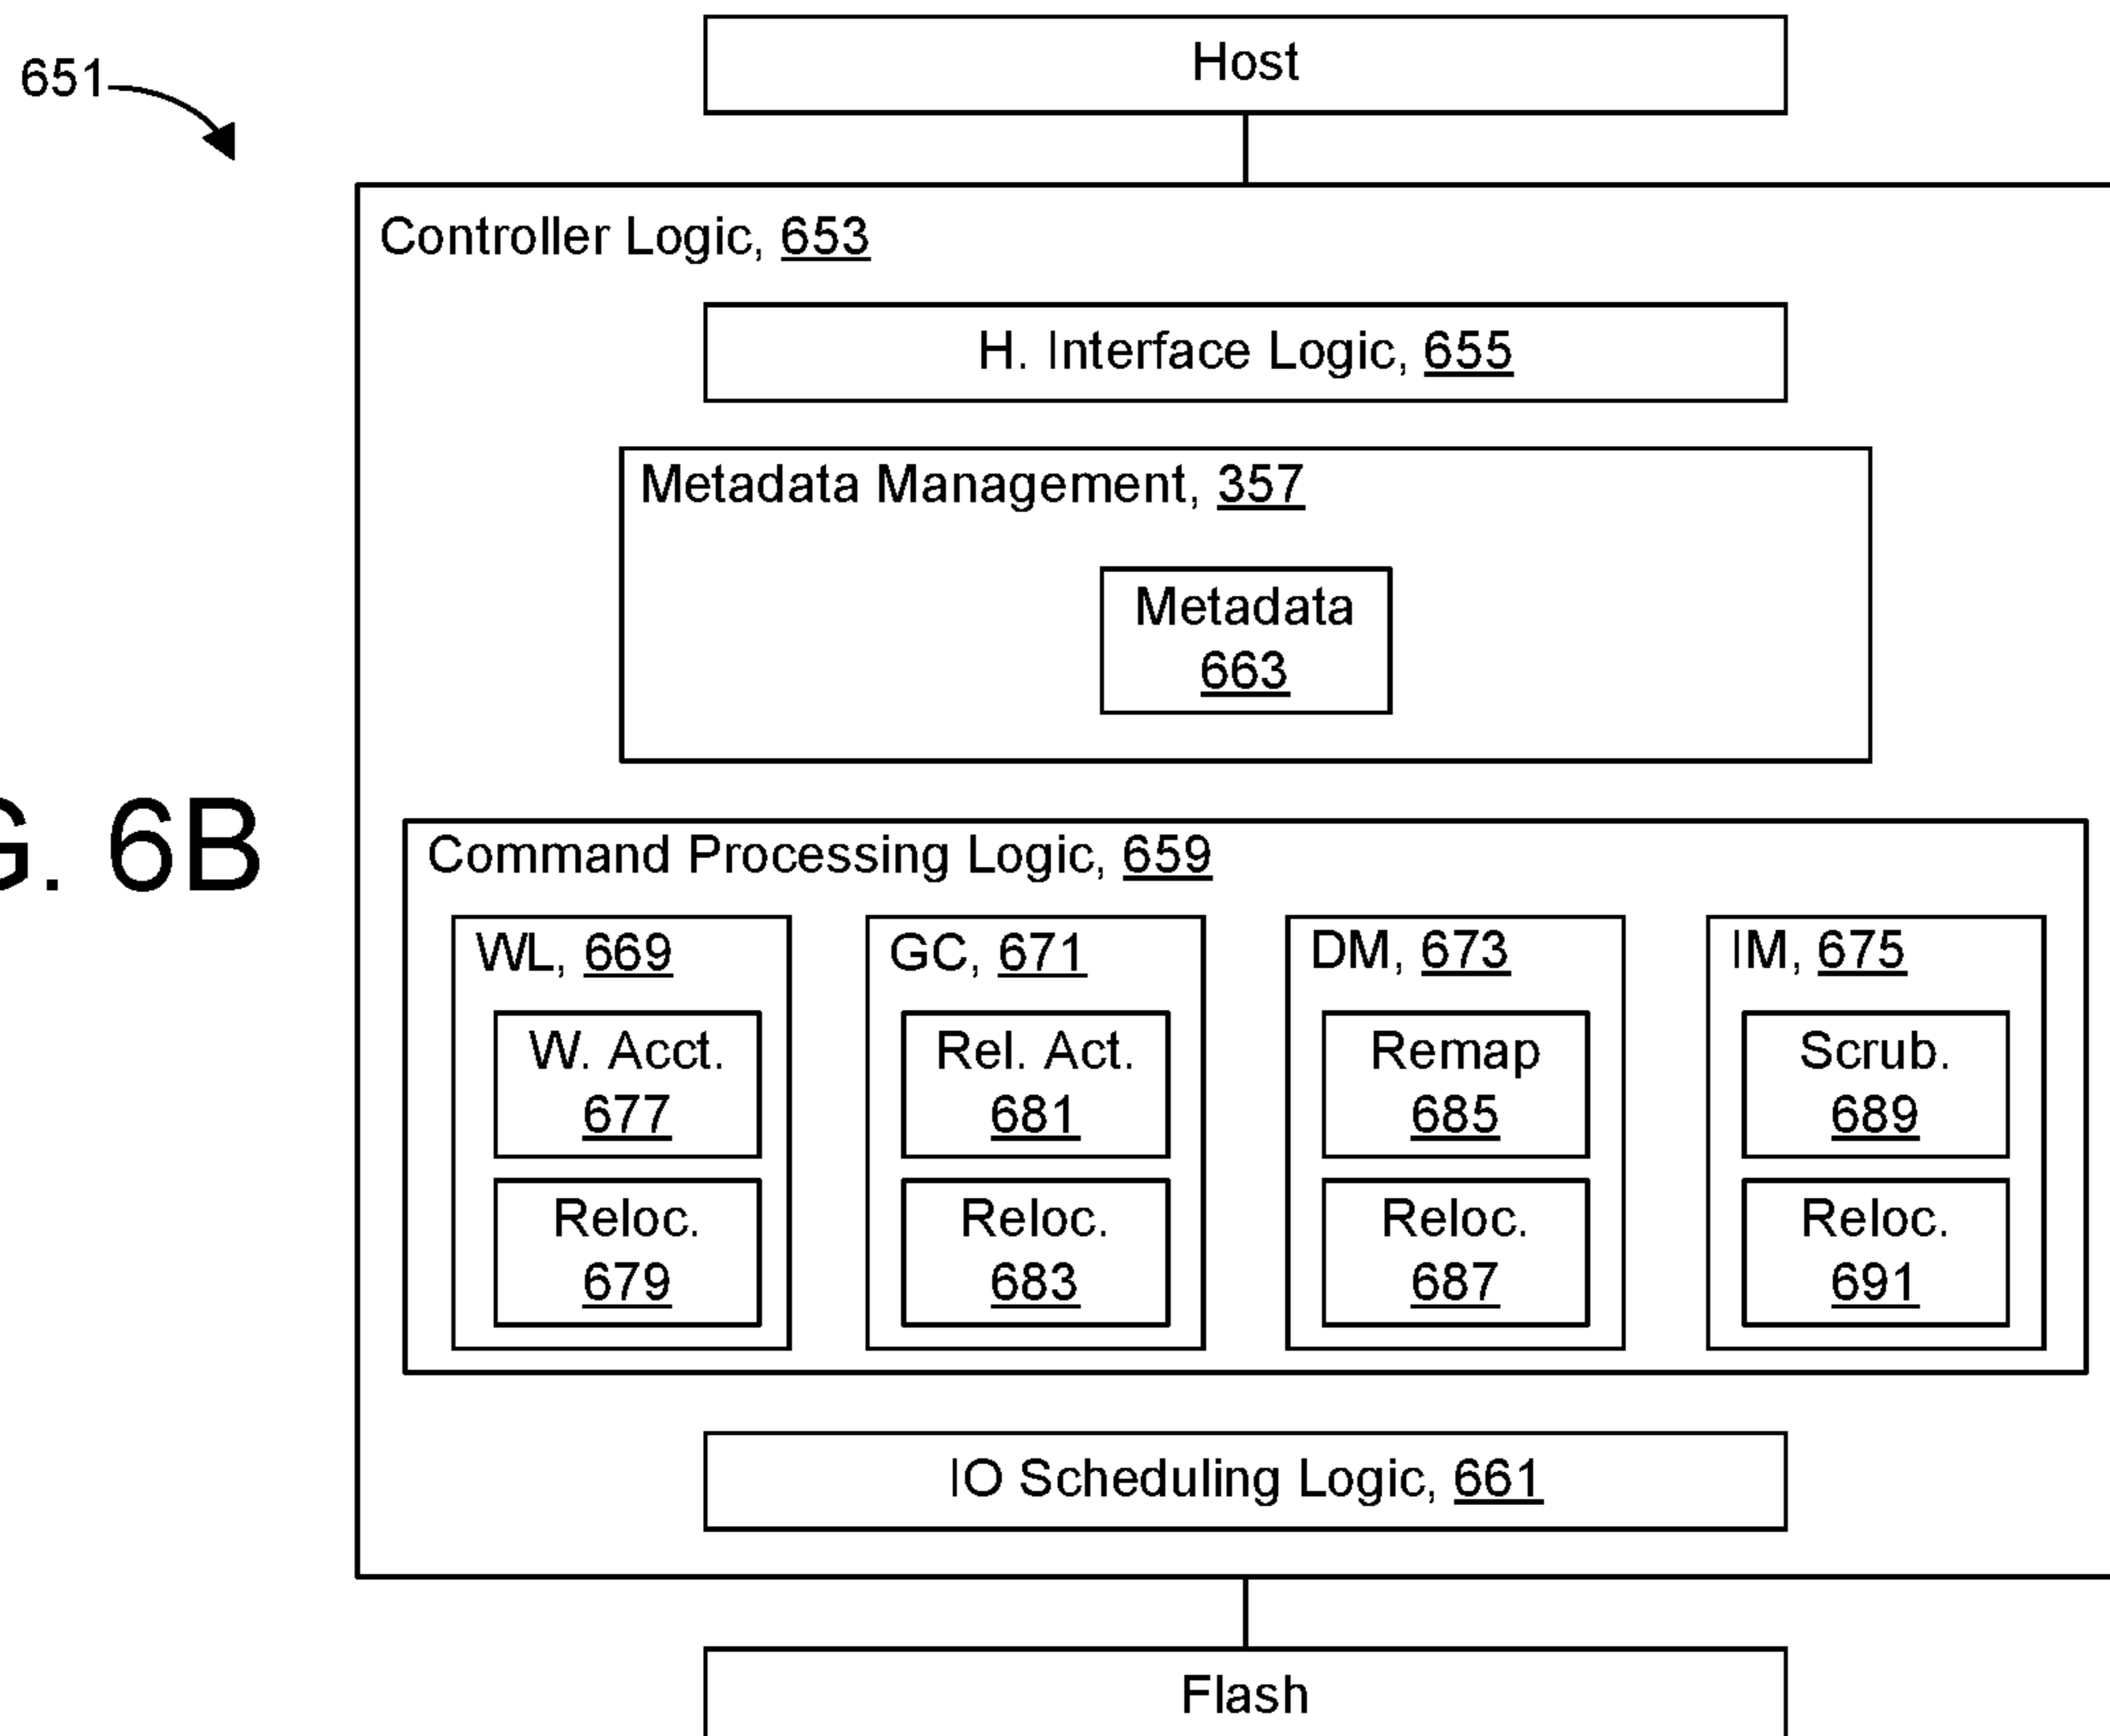 Host
651
Controller Logic, 653
H. Interface Logic, 655
Metadata Management, 357
Metadata
663
G. 6B
Command Processing Logic, 659
WL, 669
W. Acct.
677
Reloc.
679
GC, 671
Rel. Act.
681
Reloc.
683
DM, 673
Remap
685
Reloc.
687
IM, 675
Scrub.
689
Reloc.
691
IO Scheduling Logic, 661
Flash